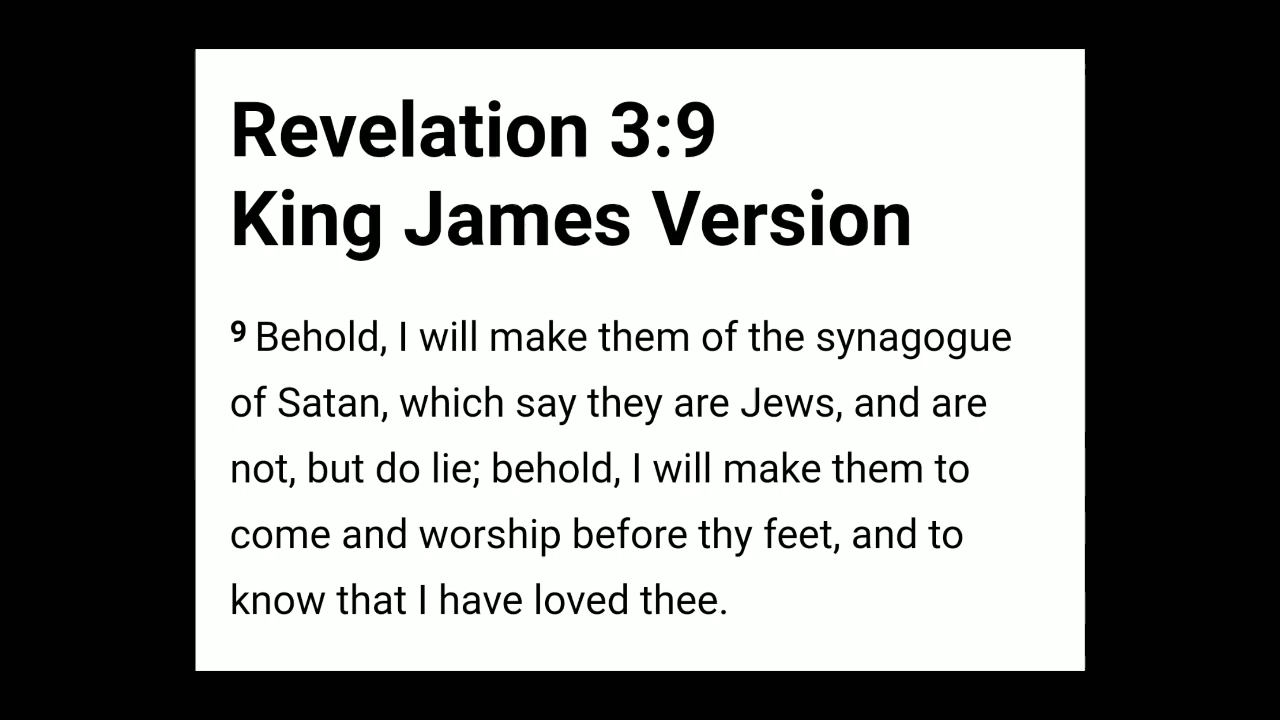 Revelation 3:9
King James Version
9 Behold, I will make them of the synagogue
of Satan, which say they are Jews, and are
not, but do lie; behold, I will make them to
come and worship before thy feet, and to
know that I have loved thee.